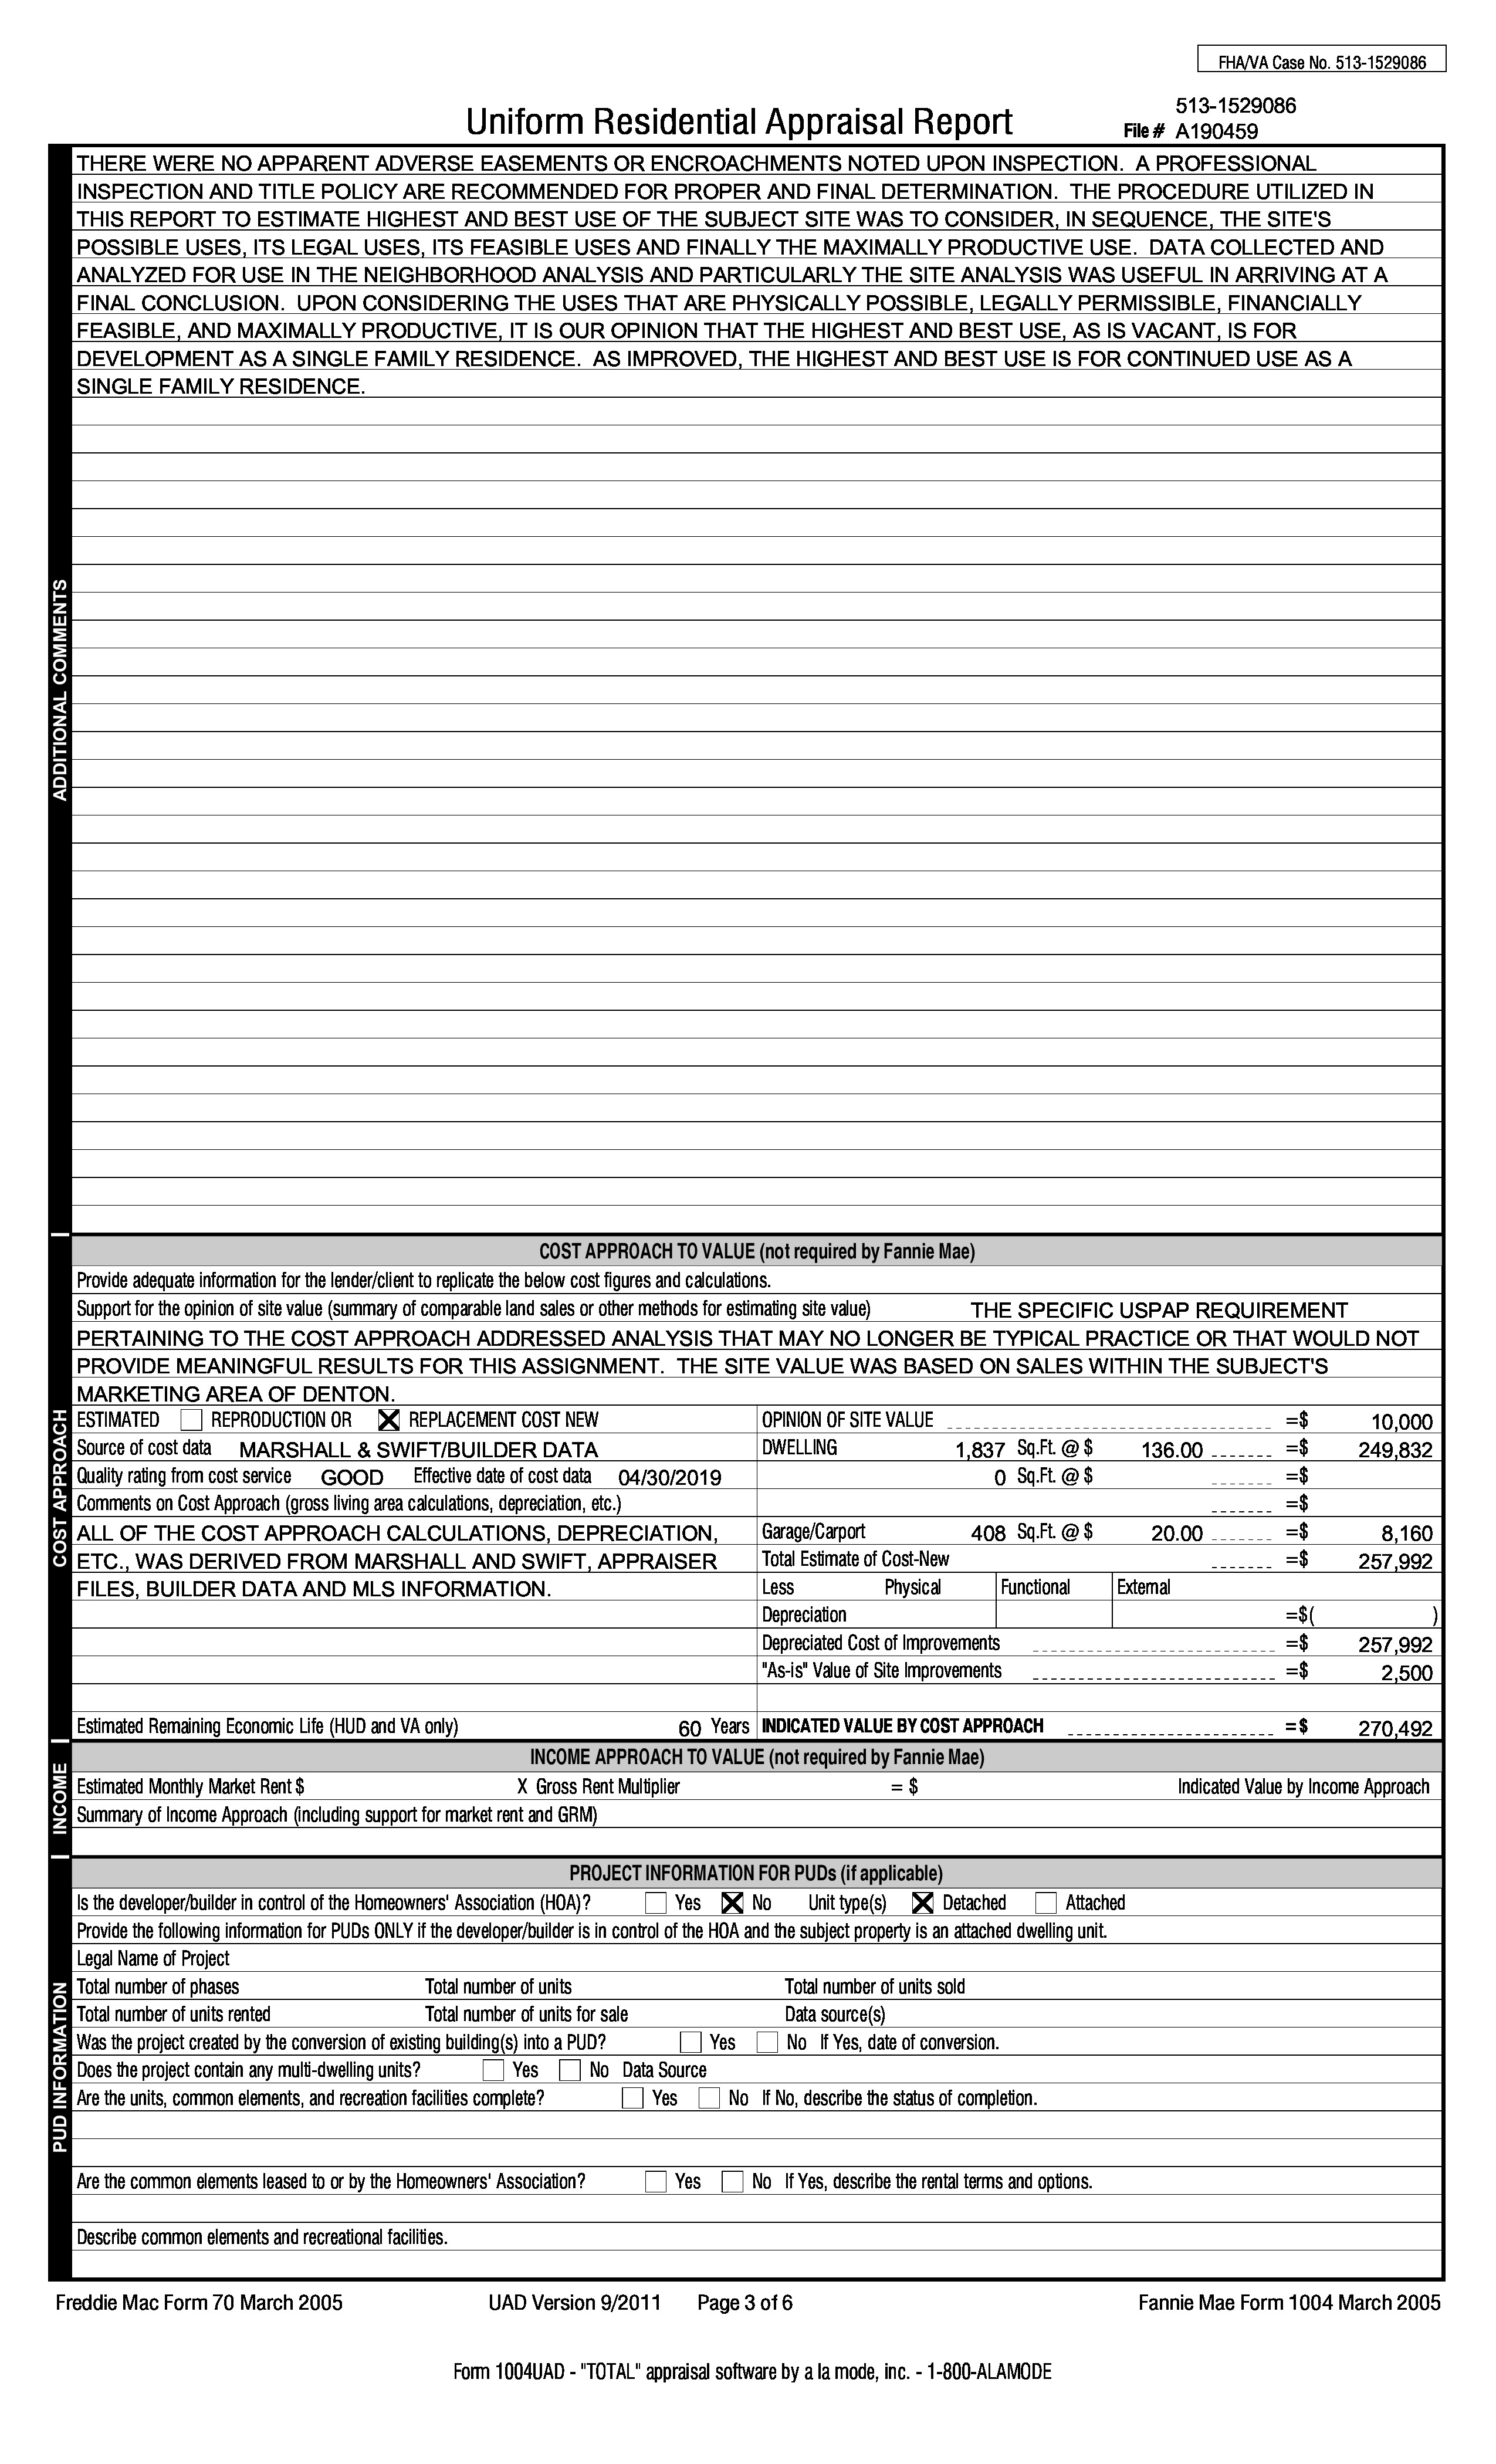 FHA/VA Case No. 513-1529086
513-1529086
Uniform Residential Appraisal Report File # A190459
THERE WERE NO APPARENT ADVERSE EASEMENTS OR ENCROACHMENTS NOTED UPON INSPECTION. A PROFESSIONAL
INSPECTION AND TITLE POLICY ARE RECOMMENDED FOR PROPER AND FINAL DETERMINATION. THE PROCEDURE UTILIZED IN
THIS REPORT TO ESTIMATE HIGHEST AND BEST USE OF THE SUBJECT SITE WAS TO CONSIDER, IN SEQUENCE, THE SITE'S
POSSIBLE USES, ITS LEGAL USES, ITS FEASIBLE USES AND FINALLY THE MAXIMALLY PRODUCTIVE USE. DATA COLLECTED AND
ANALYZED FOR USE IN THE NEIGHBORHOOD ANALYSIS AND PARTICULARLY THE SITE ANALYSIS WAS USEFUL IN ARRIVING AT A
FINAL CONCLUSION. UPON CONSIDERING THE USES THAT ARE PHYSICALLY POSSIBLE, LEGALLY PERMISSIBLE, FINANCIALLY
FEASIBLE, AND MAXIMALLY PRODUCTIVE, IT IS OUR OPINION THAT THE HIGHEST AND BEST USE, AS IS VACANT, IS FOR
DEVELOPMENT AS A SINGLE FAMILY RESIDENCE. AS IMPROVED, THE HIGHEST AND BEST USE IS FOR CONTINUED USE AS A
SINGLE FAMILY RESIDENCE.
ADDITIONAL COMMENTS
COST APPROACH
COST APPROACH TO VALUE (not required by Fannie Mae)
Provide adequate information for the lender/client to replicate the below cost figures and calculations.
Support for the opinion of site value (summary of comparable land sales or other methods for estimating site value) THE SPECIFIC USPAP REQUIREMENT
PERTAINING TO THE COST APPROACH ADDRESSED ANALYSIS THAT MAY NO LONGER BE TYPICAL PRACTICE OR THAT WOULD NOT
PROVIDE MEANINGFUL RESULTS FOR THIS ASSIGNMENT. THE SITE VALUE WAS BASED ON SALES WITHIN THE SUBJECT'S
MARKETING AREA OF DENTON.
ESTIMATED REPRODUCTION OR REPLACEMENT COST NEW
Source of cost data MARSHALL & SWIFT/BUILDER DATA
Quality rating from cost service GOOD Effective date of cost data 04/30/2019
Comments on Cost Approach (gross living area calculations, depreciation, etc.)
ALL OF THE COST APPROACH CALCULATIONS, DEPRECIATION,
ETC., WAS DERIVED FROM MARSHALL AND SWIFT, APPRAISER
FILES, BUILDER DATA AND MLS INFORMATION.
Estimated Remaining Economic Life (HUD and VA only) 60 Years
OPINION OF SITE VALUE =$ 10,000
DWELLING 1,837 Sq.Ft. @ $ 136.00 =$ 249,832
0 Sq.Ft. @ $ =$
=$
Garage/Carport 408 Sq.Ft. @ $ 20.00 =$ 8,160
Total Estimate of Cost-New =$ 257,992
Less Physical Functional External
Depreciation =$( )
Depreciated Cost of Improvements =$ 257,992
"As-is" Value of Site Improvements =$ 2,500
INDICATED VALUE BY COST APPROACH =$ 270,492
INCOME
INCOME APPROACH TO VALUE (not required by Fannie Mae)
Estimated Monthly Market Rent $ X Gross Rent Multiplier = $ Indicated Value by Income Approach
Summary of Income Approach (including support for market rent and GRM)
PUD INFORMATION
PROJECT INFORMATION FOR PUDs (if applicable)
Is the developer/builder in control of the Homeowners' Association (HOA)? Yes No Unit type(s) Detached Attached
Provide the following information for PUDs ONLY if the developer/builder is in control of the HOA and the subject property is an attached dwelling unit.
Legal Name of Project
Total number of phases Total number of units Total number of units sold
Total number of units rented Total number of units for sale Data source(s)
Was the project created by the conversion of existing building(s) into a PUD? Yes No If Yes, date of conversion.
Does the project contain any multi-dwelling units? Yes No Data Source
Are the units, common elements, and recreation facilities complete? Yes No If No, describe the status of completion.
Are the common elements leased to or by the Homeowners' Association? Yes No If Yes, describe the rental terms and options.
Describe common elements and recreational facilities.
Freddie Mac Form 70 March 2005 UAD Version 9/2011 Page 3 of 6 Fannie Mae Form 1004 March 2005
Form 1004UAD - "TOTAL" appraisal software by a la mode, inc. - 1-800-ALAMODE